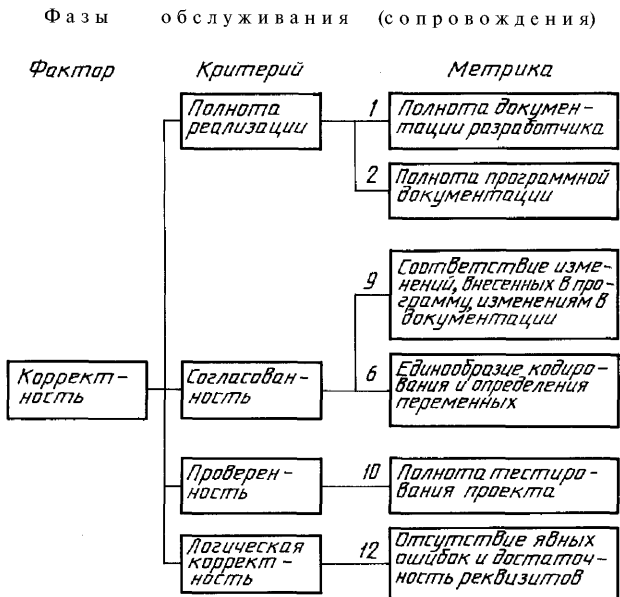 Фазы обслуживания (сопровождения)
Фактор Критерий Метрика
Полнота
реализации
1
Полнота докумен-
тации разработчика
2
Полнота программной
документации
9
Соответствие изме-
нений, внесенных в про-
грамму, изменениям в
документации
Коррект-
ность
Согласован-
ность
6
Единообразие кодиро-
вания и определения
переменных
Проверен-
ность
10
Полнота тестиро-
вания проекта
Логическая
коррект-
ность
12
Отсутствие явных
ошибок и достаточ-
ность реквизитов